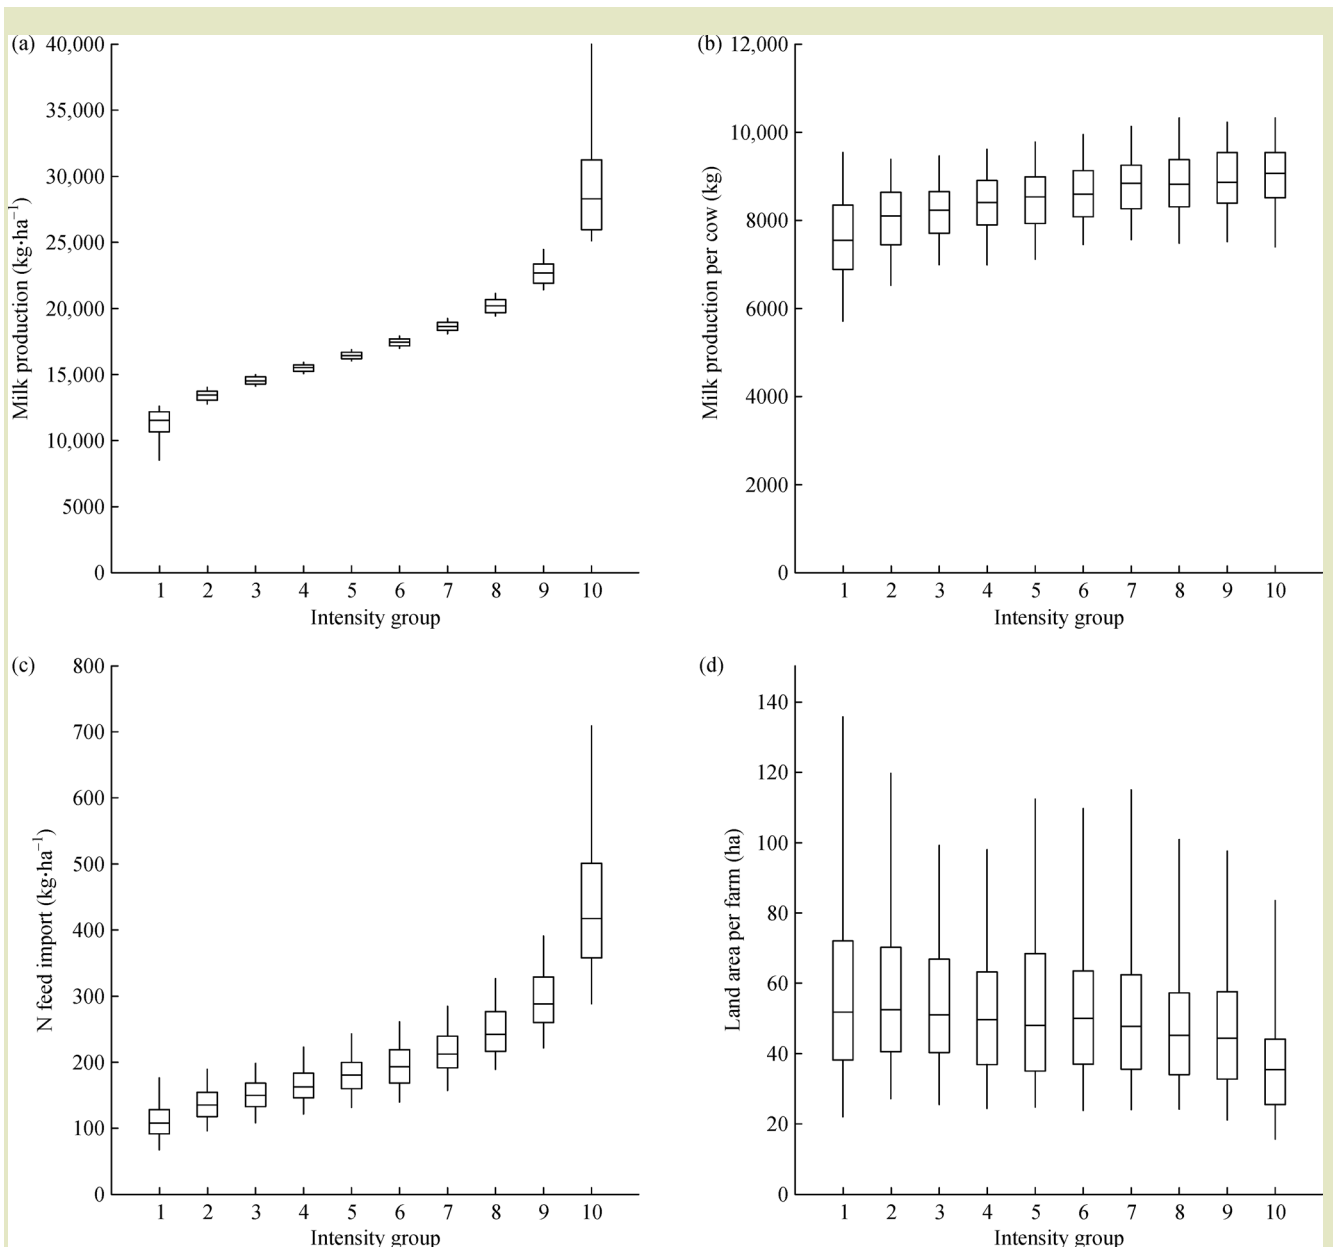 (a)
Milk production (kg·ha⁻¹)
40,000
35,000
30,000
25,000
20,000
15,000
10,000
5000
0
1 2 3 4 5 6 7 8 9 10
Intensity group
(b)
Milk production per cow (kg)
12,000
10,000
8000
6000
4000
2000
0
1 2 3 4 5 6 7 8 9 10
Intensity group
(c)
N feed import (kg·ha⁻¹)
800
700
600
500
400
300
200
100
0
1 2 3 4 5 6 7 8 9 10
Intensity group
(d)
Land area per farm (ha)
140
120
100
80
60
40
20
0
1 2 3 4 5 6 7 8 9 10
Intensity group